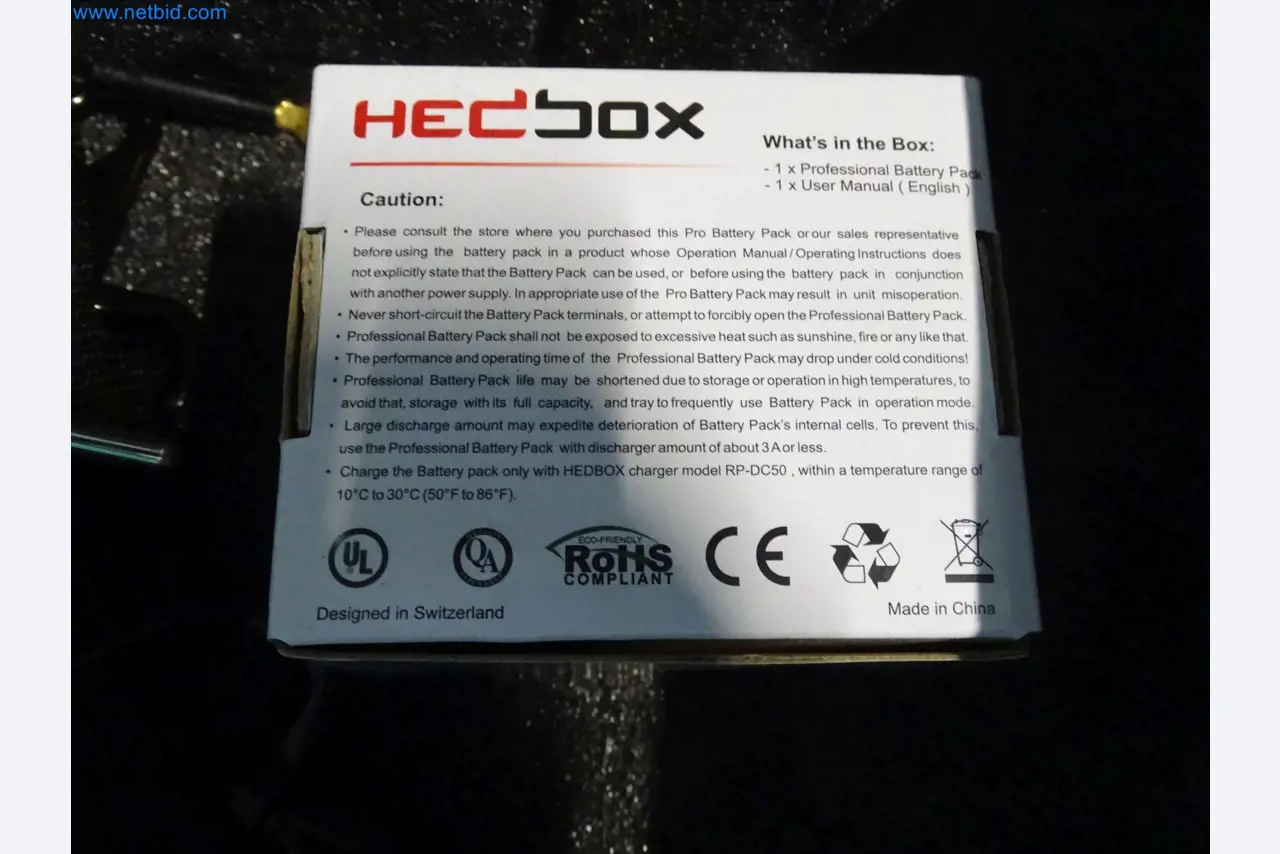 www.netbid.com
HEDBOX
What's in the Box:
- 1 x Professional Battery Pack
- 1 x User Manual ( English )
Caution:
• Please consult the store where you purchased this Pro Battery Pack or our sales representative
before using the battery pack in a product whose Operation Manual / Operating Instructions does
not explicitly state that the Battery Pack can be used, or before using the battery pack in conjunction
with another power supply. In appropriate use of the Pro Battery Pack may result in unit misoperation.
• Never short-circuit the Battery Pack terminals, or attempt to forcibly open the Professional Battery Pack.
• Professional Battery Pack shall not be exposed to excessive heat such as sunshine, fire or any like that.
• The performance and operating time of the Professional Battery Pack may drop under cold conditions!
• Professional Battery Pack life may be shortened due to storage or operation in high temperatures, to
avoid that, storage with its full capacity, and tray to frequently use Battery Pack in operation mode.
• Large discharge amount may expedite deterioration of Battery Pack's internal cells. To prevent this,
use the Professional Battery Pack with discharger amount of about 3 A or less.
• Charge the Battery pack only with HEDBOX charger model RP-DC50 , within a temperature range of
10°C to 30°C (50°F to 86°F).
UL
QA
ECO-FRIENDLY
RoHS
COMPLIANT
CE
Designed in Switzerland
Made in China